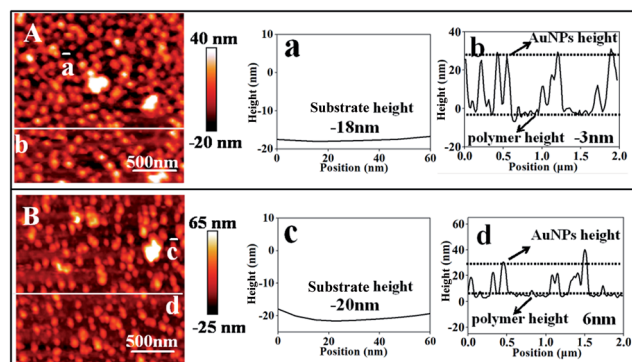 A
a
b
500nm
40 nm
-20 nm
a
Substrate height
-18nm
Height (nm)
10
0
-10
-20
0
20
40
60
Position (nm)
b
AuNPs height
polymer height
-3nm
Height (nm)
40
20
0
-20
0.0
0.5
1.0
1.5
2.0
Position (μm)
B
c
d
500nm
65 nm
-25 nm
c
Substrate height
-20nm
Height (nm)
10
0
-10
-20
0
20
40
60
Position (nm)
d
AuNPs height
polymer height
6nm
Height (nm)
60
40
20
0
-20
0.0
0.5
1.0
1.5
2.0
Position (μm)